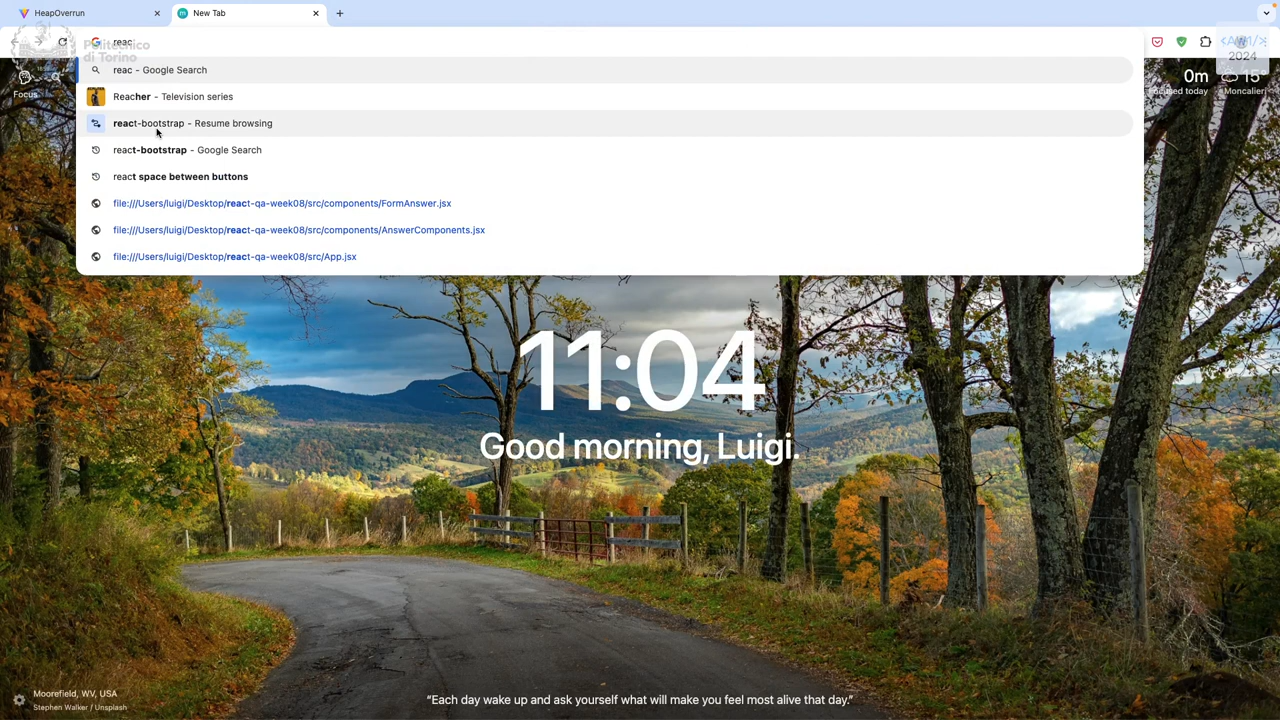 HeapOverrun
New Tab
reac
Politecnico
di Torino
2024
reac - Google Search
Reacher - Television series
react-bootstrap - Resume browsing
react-bootstrap - Google Search
react space between buttons
file:///Users/luigi/Desktop/react-qa-week08/src/components/FormAnswer.jsx
file:///Users/luigi/Desktop/react-qa-week08/src/components/AnswerComponents.jsx
file:///Users/luigi/Desktop/react-qa-week08/src/App.jsx
Focus
0m
15°
Moncalieri
11:04
Good morning, Luigi.
Moorefield, WV, USA
Stephen Walker / Unsplash
“Each day wake up and ask yourself what will make you feel most alive that day.”